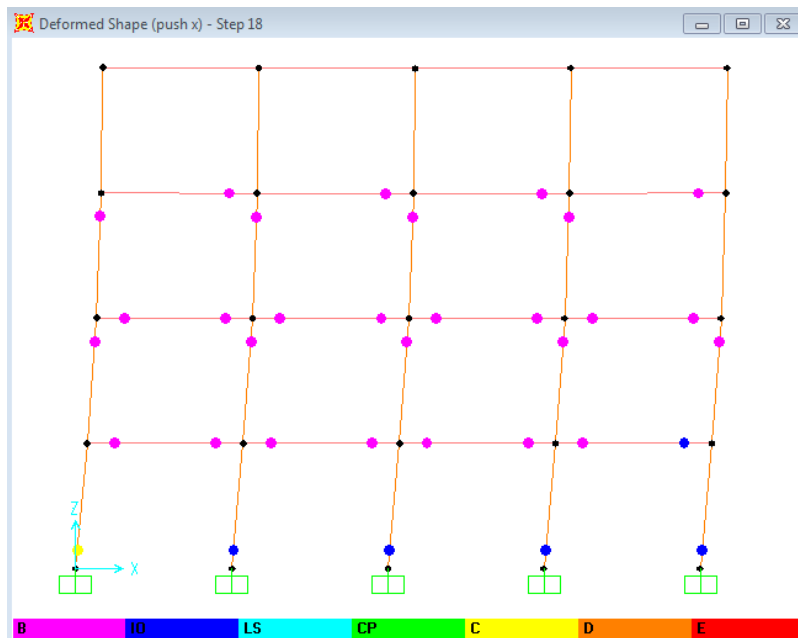 Deformed Shape (push x) - Step 18
Z
X
B IO LS CP C D E